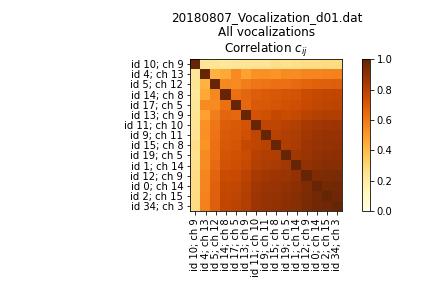 20180807_Vocalization_d01.dat
All vocalizations
Correlation cij
id 10; ch 9
id 4; ch 13
id 5; ch 12
id 14; ch 8
id 17; ch 5
id 13; ch 9
id 11; ch 10
id 9; ch 11
id 15; ch 8
id 19; ch 5
id 1; ch 14
id 12; ch 9
id 0; ch 14
id 2; ch 15
id 34; ch 3
1.0
0.8
0.6
0.4
0.2
0.0
id 10; ch 9
id 4; ch 13
id 5; ch 12
id 14; ch 8
id 17; ch 5
id 13; ch 9
id 11; ch 10
id 9; ch 11
id 15; ch 8
id 19; ch 5
id 1; ch 14
id 12; ch 9
id 0; ch 14
id 2; ch 15
id 34; ch 3